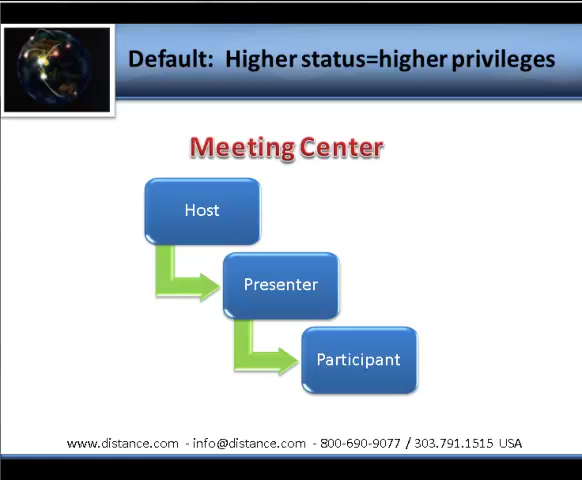 Default:  Higher status=higher privileges
Meeting Center
Host
Presenter
Participant
www.distance.com  - info@distance.com  - 800-690-9077 / 303.791.1515 USA